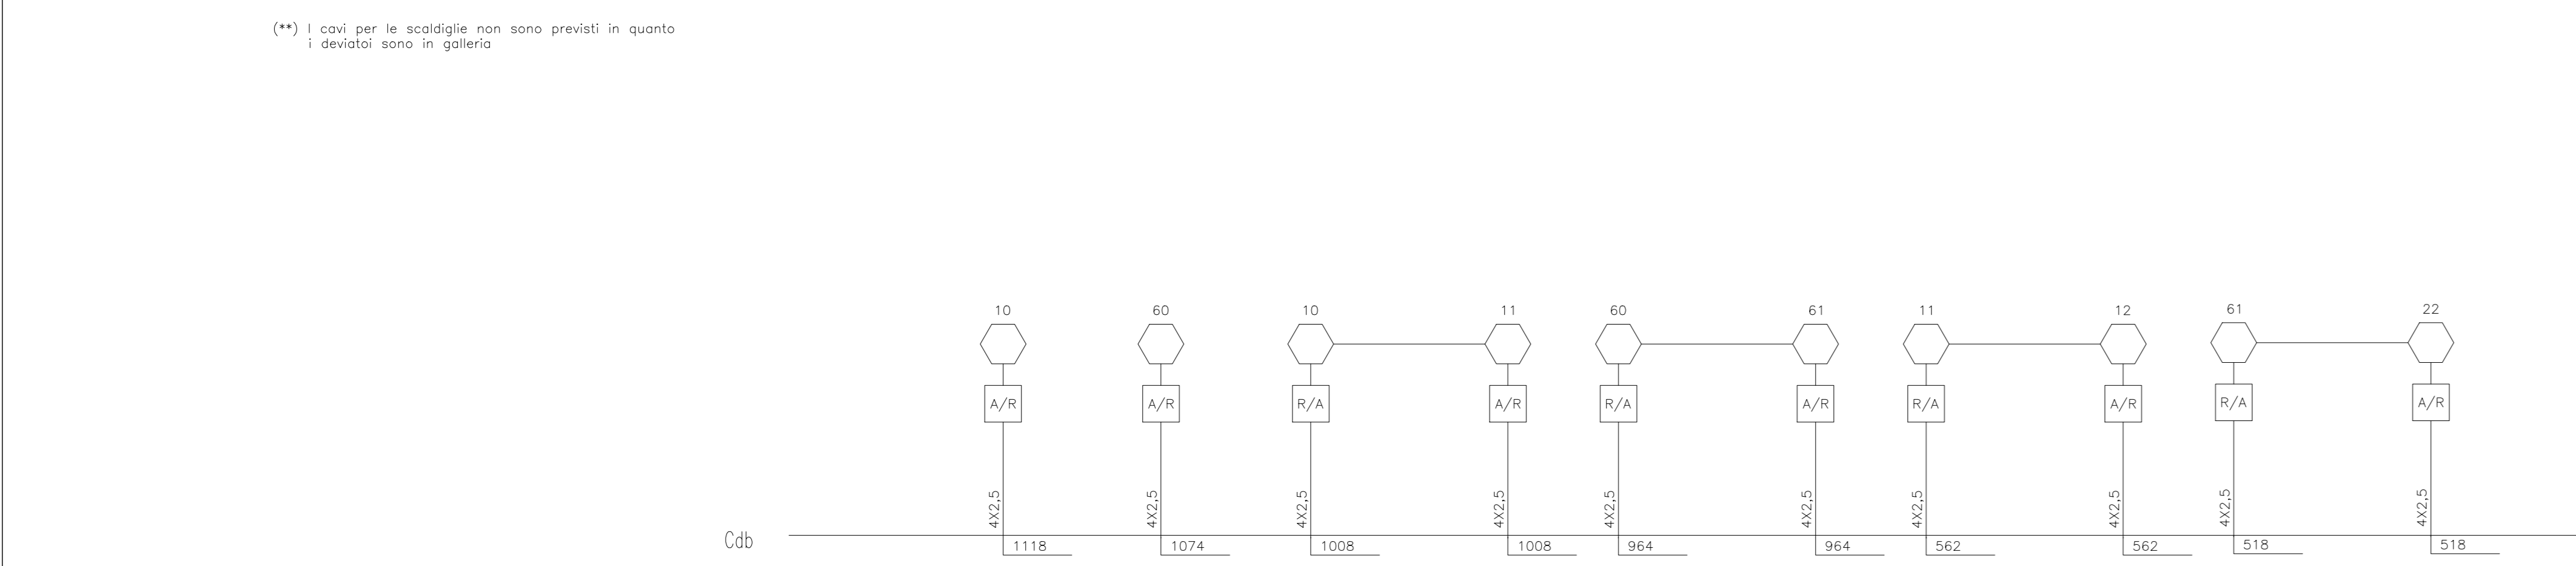 (**) I cavi per le scaldiglie non sono previsti in quanto
i deviatoi sono in galleria
10 60 10 11 60 61 11 12 61 22
A/R A/R R/A A/R R/A A/R R/A A/R R/A A/R
4X2,5 4X2,5 4X2,5 4X2,5 4X2,5 4X2,5 4X2,5 4X2,5 4X2,5 4X2,5
Cdb 1118 1074 1008 1008 964 964 562 562 518 518